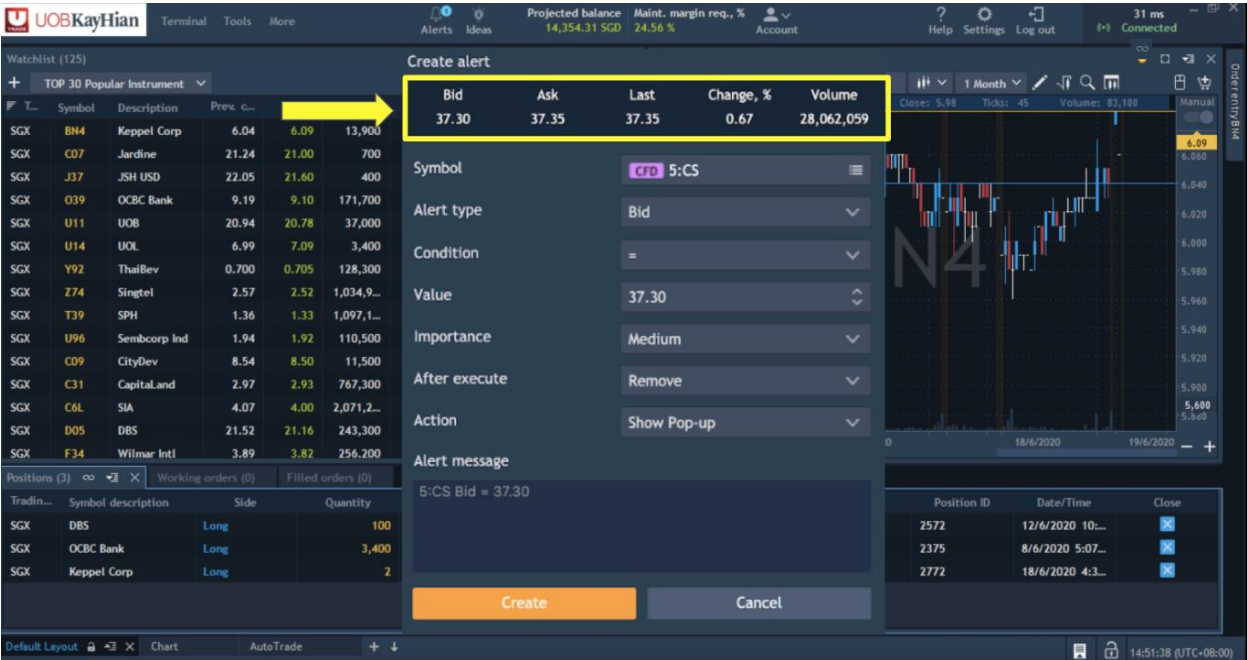 UOBKayHian Terminal Tools More Alerts Ideas Projected balance 14,354.31 SGD Maint. margin req., % 24.56 % Account Help Settings Log out 31 ms Connected
U TRADE
Watchlist (125)
TOP 30 Popular Instrument
T... Symbol Description Prev. c...
SGX BN4 Keppel Corp 6.04 6.09 13,900
SGX C07 Jardine 21.24 21.00 700
SGX J37 JSH USD 22.05 21.60 400
SGX O39 OCBC Bank 9.19 9.10 171,700
SGX U11 UOB 20.94 20.78 37,000
SGX U14 UOL 6.99 7.09 3,400
SGX Y92 ThaiBev 0.700 0.705 128,300
SGX Z74 Singtel 2.57 2.52 1,034,9...
SGX T39 SPH 1.36 1.33 1,097,1...
SGX U96 Sembcorp Ind 1.94 1.92 110,500
SGX C09 CityDev 8.54 8.50 11,500
SGX C31 CapitaLand 2.97 2.93 767,300
SGX C6L SIA 4.07 4.00 2,071,2...
SGX D05 DBS 21.52 21.16 243,300
SGX F34 Wilmar Intl 3.89 3.82 256.200
Create alert
Bid Ask Last Change, % Volume
37.30 37.35 37.35 0.67 28,062,059
Symbol CFD 5:CS
Alert type Bid
Condition =
Value 37.30
Importance Medium
After execute Remove
Action Show Pop-up
Alert message
5:CS Bid = 37.30
Create Cancel
1 Month
Close: 5.98 Ticks: 45 Volume: 83,100 Manual
OrderentryBN4
6.09
6.060
6.040
6.020
6.000
5.980
5.960
5.940
5.920
5.900
5,600
N4
18/6/2020 19/6/2020
Positions (3) Working orders (0) Filled orders (0)
Tradin... Symbol description Side Quantity Position ID Date/Time Close
SGX DBS Long 100 2572 12/6/2020 10:...
SGX OCBC Bank Long 3,400 2375 8/6/2020 5:07...
SGX Keppel Corp Long 2 2772 18/6/2020 4:3...
Default Layout Chart AutoTrade 14:51:38 (UTC+08:00)